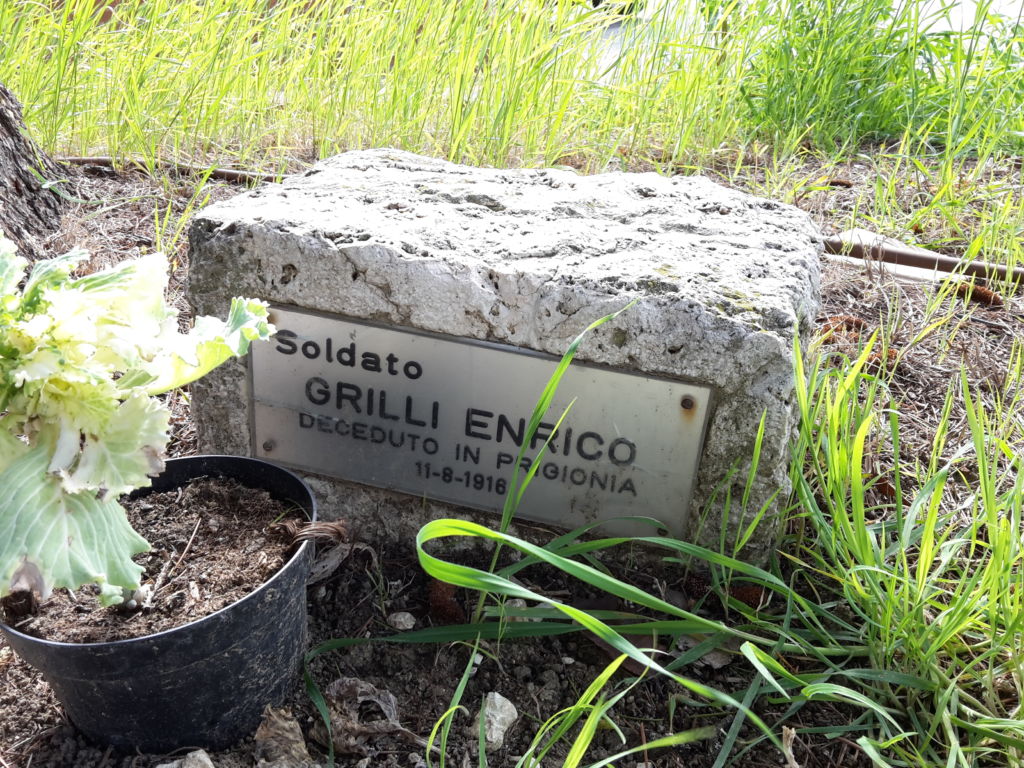 Soldato
GRILLI ENRICO
DECEDUTO IN PRIGIONIA
11-8-1916